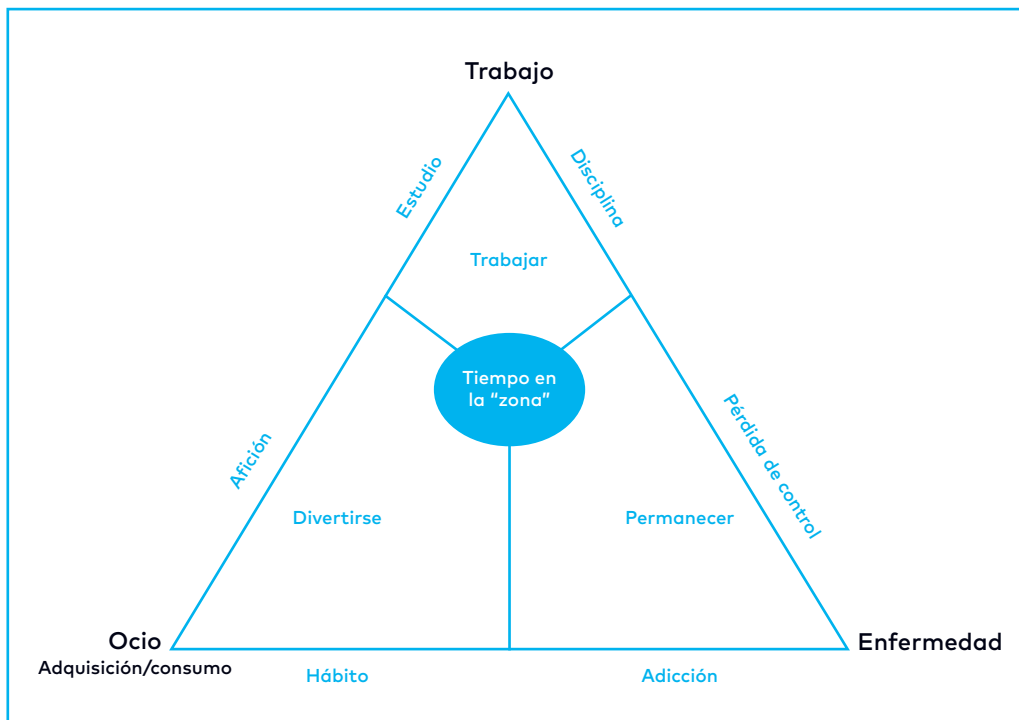 Trabajo
Estudio
Disciplina
Trabajar
Tiempo en
la “zona”
Afición
Pérdida de control
Divertirse
Permanecer
Ocio
Adquisición/consumo
Enfermedad
Hábito
Adicción